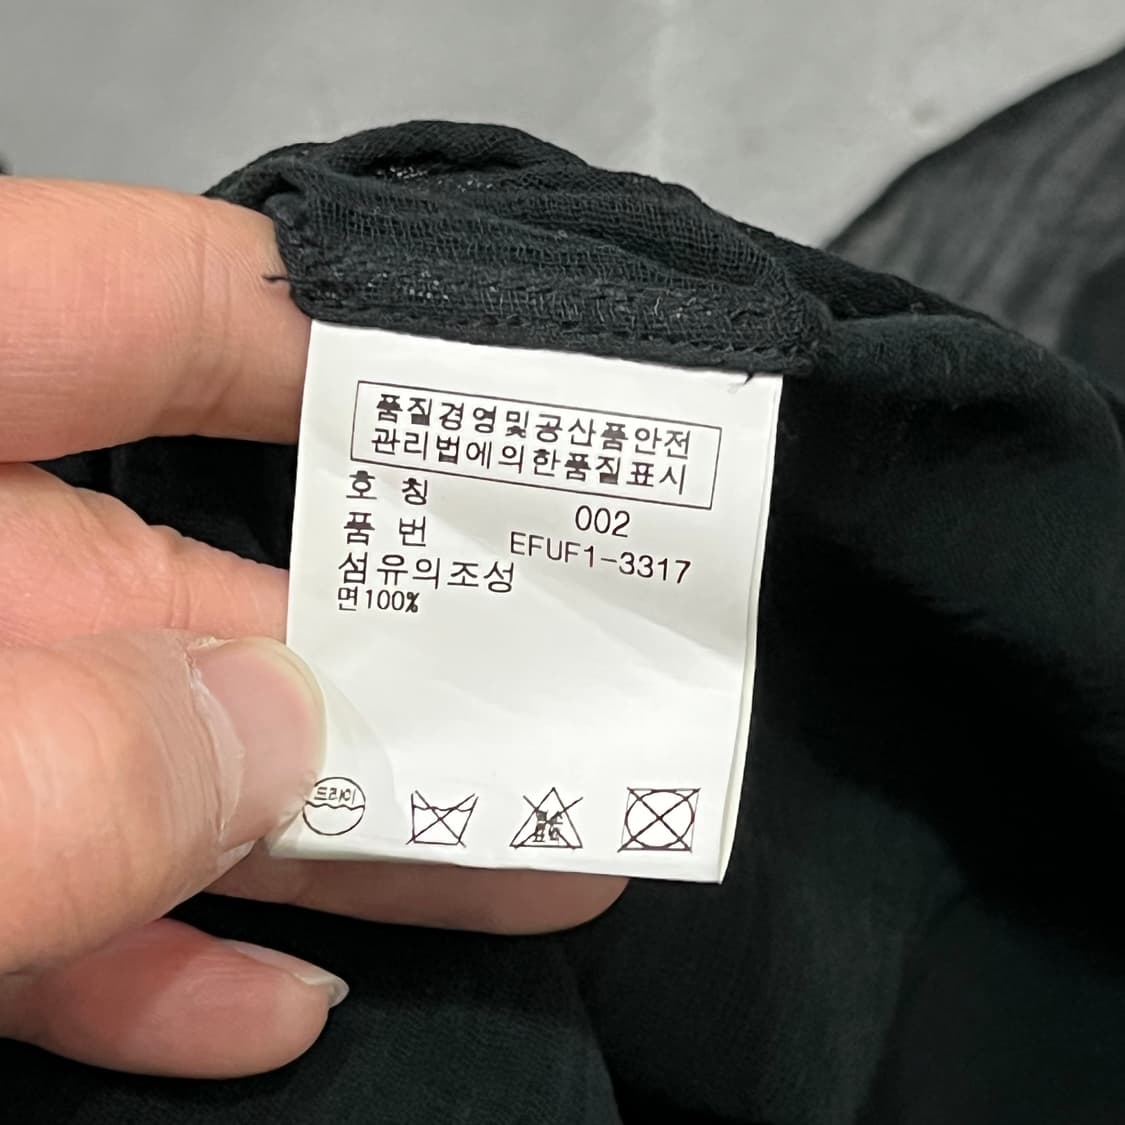 품질경영및공산품안전
관리법에의한품질표시
호 칭 002
품 번 EFUF1-3317
섬유의조성
면100%
드라이